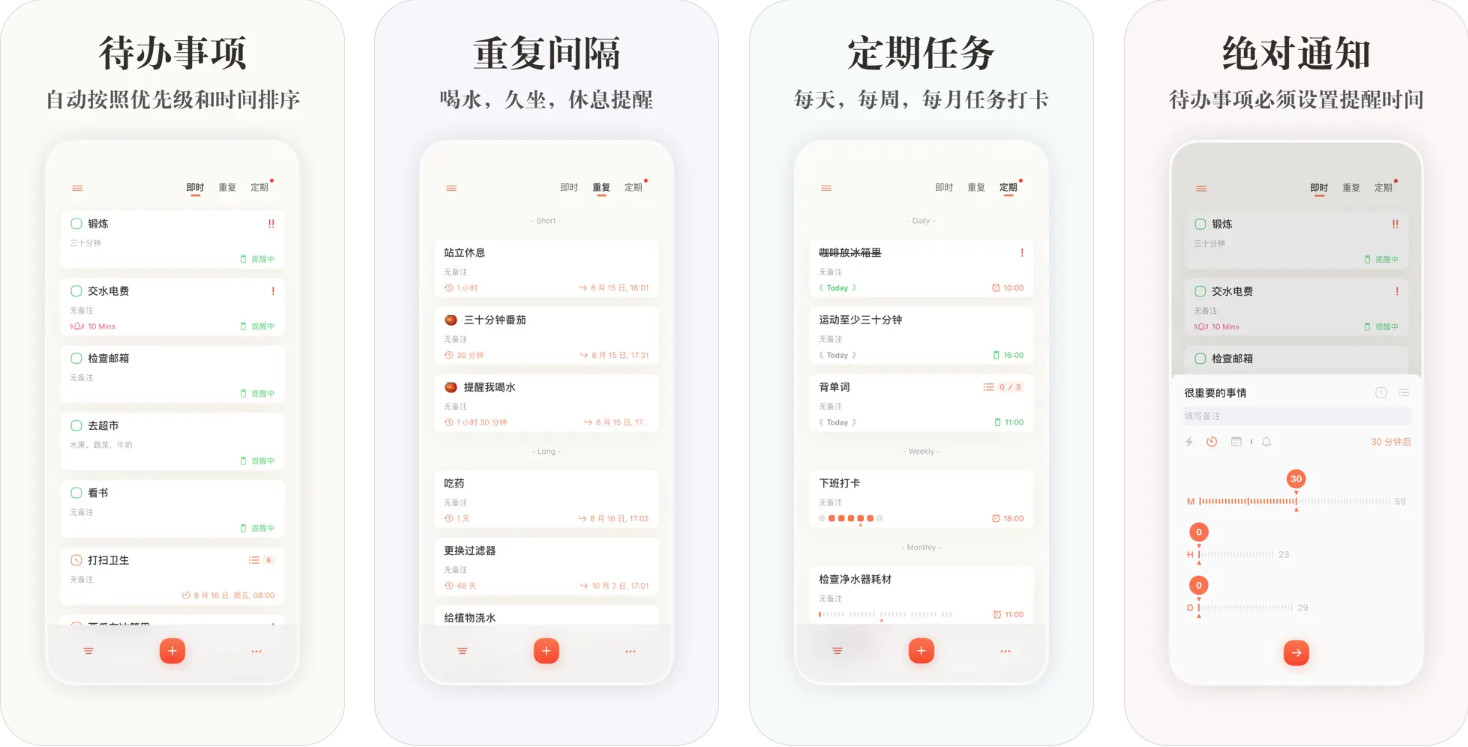 待办事项
自动按照优先级和时间排序
即时 重复 定期
锻炼 !!
三十分钟
提醒中
交水电费 !
无备注
10 Mins 提醒中
检查邮箱
无备注
提醒中
去超市
水果，蔬菜，牛奶
提醒中
看书
无备注
提醒中
打扫卫生 6
无备注
8 月 16 日, 周五, 08:00
重复间隔
喝水，久坐，休息提醒
即时 重复 定期
- Short -
站立休息
无备注
1 小时 8 月 15 日, 18:01
三十分钟番茄
无备注
30 分钟 8 月 15 日, 17:31
提醒我喝水
无备注
1 小时 30 分钟 8 月 15 日, 17...
- Long -
吃药
无备注
1 天 8 月 16 日, 17:02
更换过滤器
无备注
48 天 10 月 2 日, 17:01
给植物浇水
定期任务
每天，每周，每月任务打卡
即时 重复 定期
- Daily -
咖啡放冰箱里 !
无备注
Today 10:00
运动至少三十分钟
无备注
Today 16:00
背单词 0 / 3
无备注
Today 11:00
- Weekly -
下班打卡
无备注
18:00
- Monthly -
检查净水器耗材
无备注
11:00
绝对通知
待办事项必须设置提醒时间
即时 重复 定期
锻炼 !!
三十分钟
提醒中
交水电费 !
无备注
10 Mins 提醒中
检查邮箱
很重要的事情
填写备注
30 分钟后
30
M 59
0
H 23
0
D 29